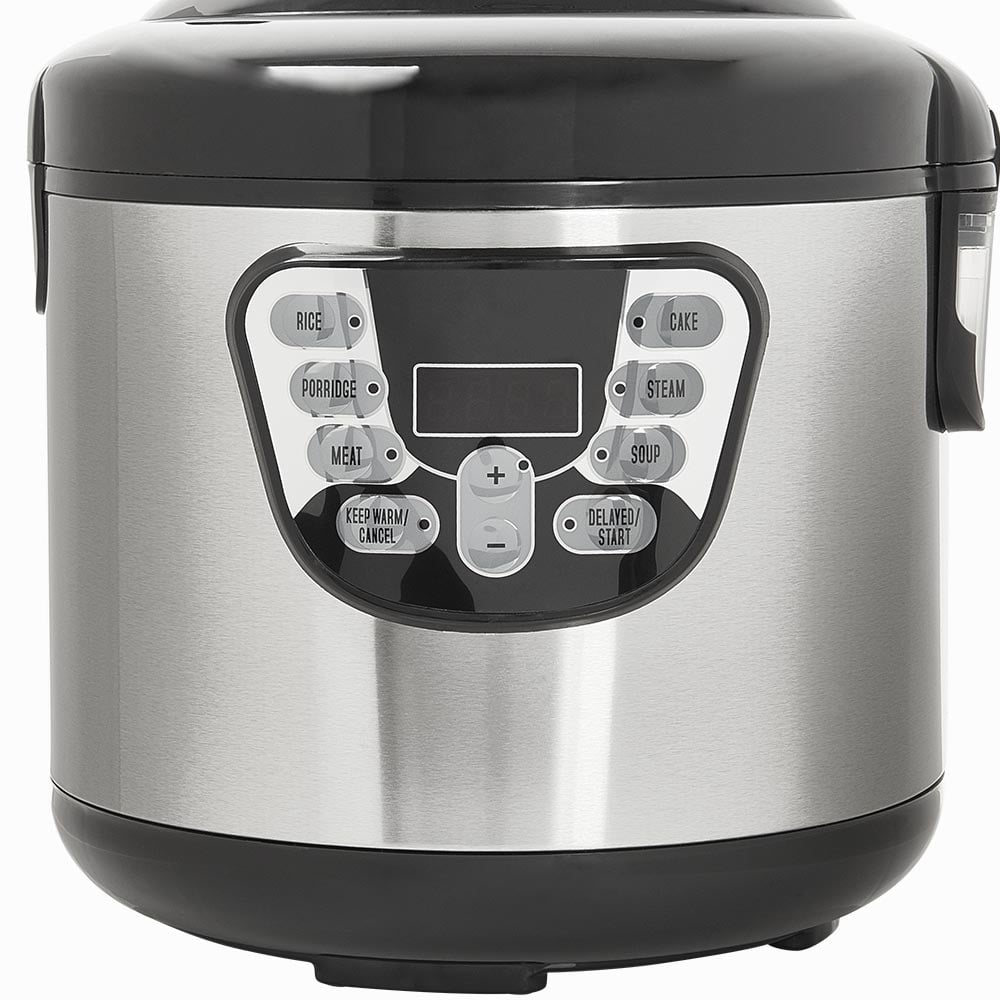 RICE
CAKE
PORRIDGE
STEAM
MEAT
SOUP
+
KEEP WARM/
CANCEL
-
DELAYED/
START